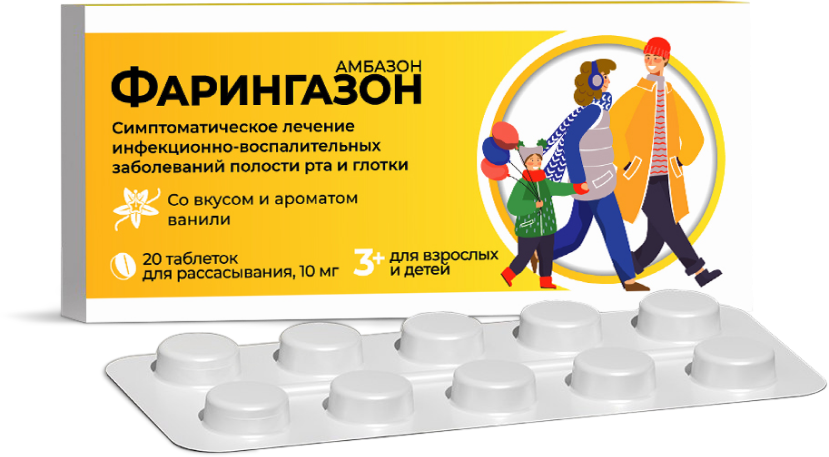 АМБАЗОН
ФАРИНГАЗОН
Симптоматическое лечение
инфекционно-воспалительных
заболеваний полости рта и глотки
Со вкусом и ароматом
ванили
20 таблеток
для рассасывания, 10 мг
3+ для взрослых
и детей